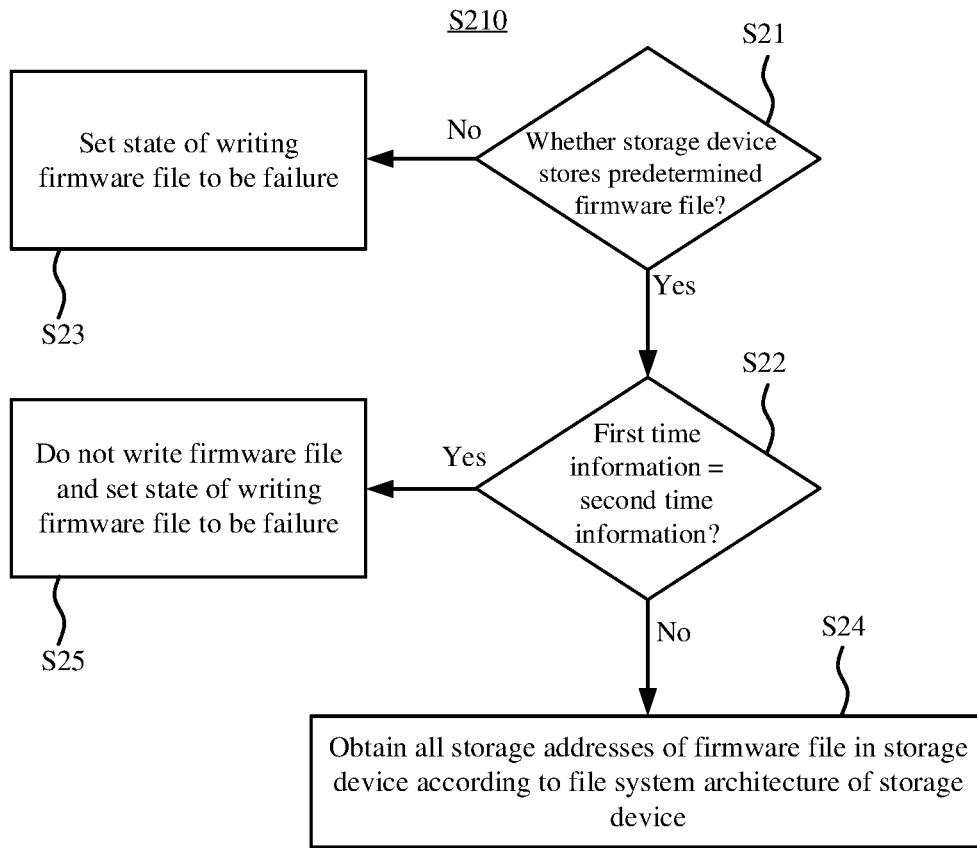 S210
S21
No
Set state of writing
firmware file to be failure
Whether storage device
stores predetermined
firmware file?
S23
Yes
S22
Do not write firmware file
and set state of writing
firmware file to be failure
Yes
First time
information =
second time
information?
S25
No
S24
Obtain all storage addresses of firmware file in storage
device according to file system architecture of storage
device